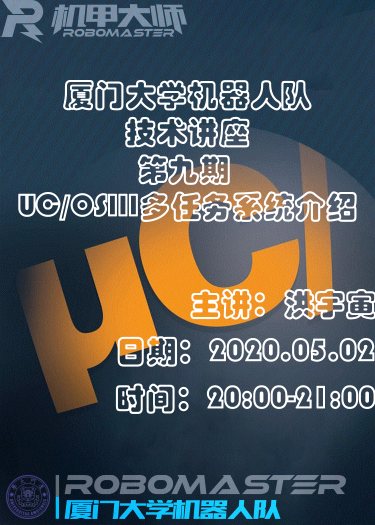 机甲大师
ROBOMASTER
厦门大学机器人队
技术讲座
第九期
UC/OSIII多任务系统介绍
μC/
主讲：洪宇寅
日期：2020.05.02
时间：20:00-21:00
ROBOMASTER
厦门大学机器人队